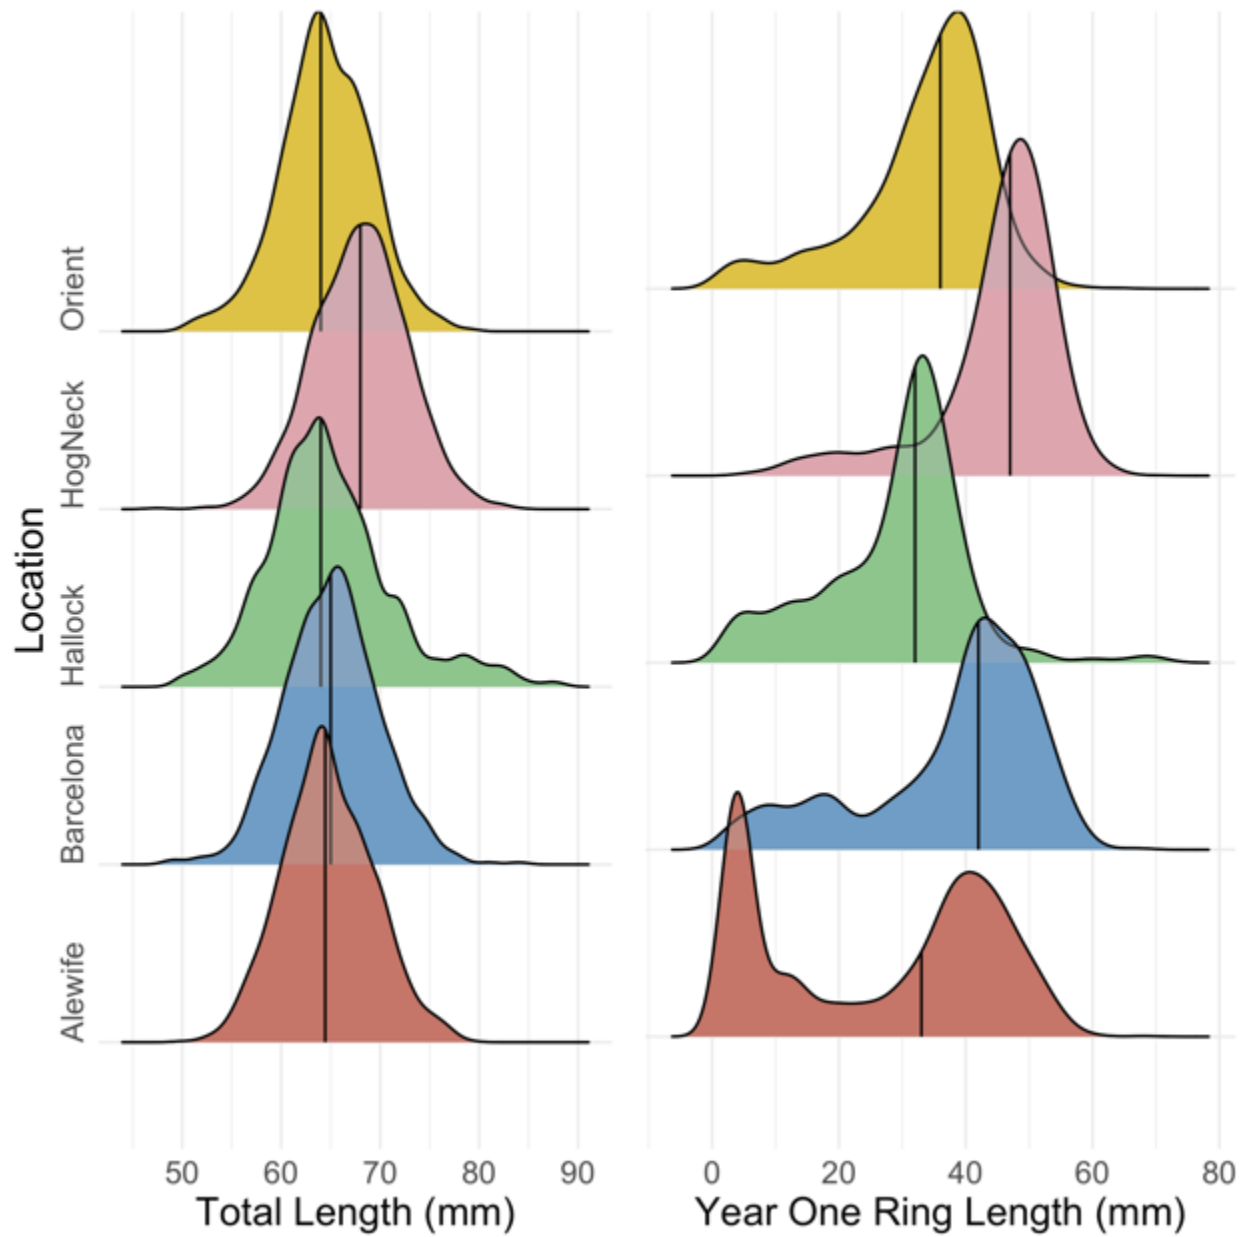 Location
Orient
HogNeck
Hallock
Barcelona
Alewife
50 60 70 80 90
Total Length (mm)
0 20 40 60 80
Year One Ring Length (mm)